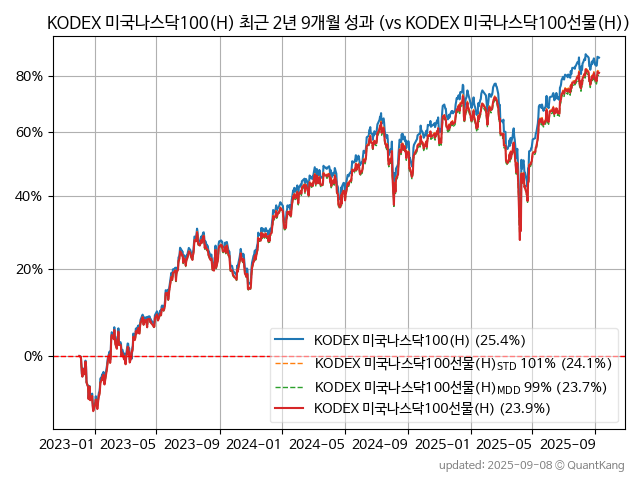 KODEX 미국나스닥100(H) 최근 2년 9개월 성과 (vs KODEX 미국나스닥100선물(H))
80%
60%
40%
20%
0%
KODEX 미국나스닥100(H) (25.4%)
KODEX 미국나스닥100선물(H)STD 101% (24.1%)
KODEX 미국나스닥100선물(H)MDD 99% (23.7%)
KODEX 미국나스닥100선물(H) (23.9%)
2023-01 2023-05 2023-09 2024-01 2024-05 2024-09 2025-01 2025-05 2025-09
updated: 2025-09-08 © QuantKang